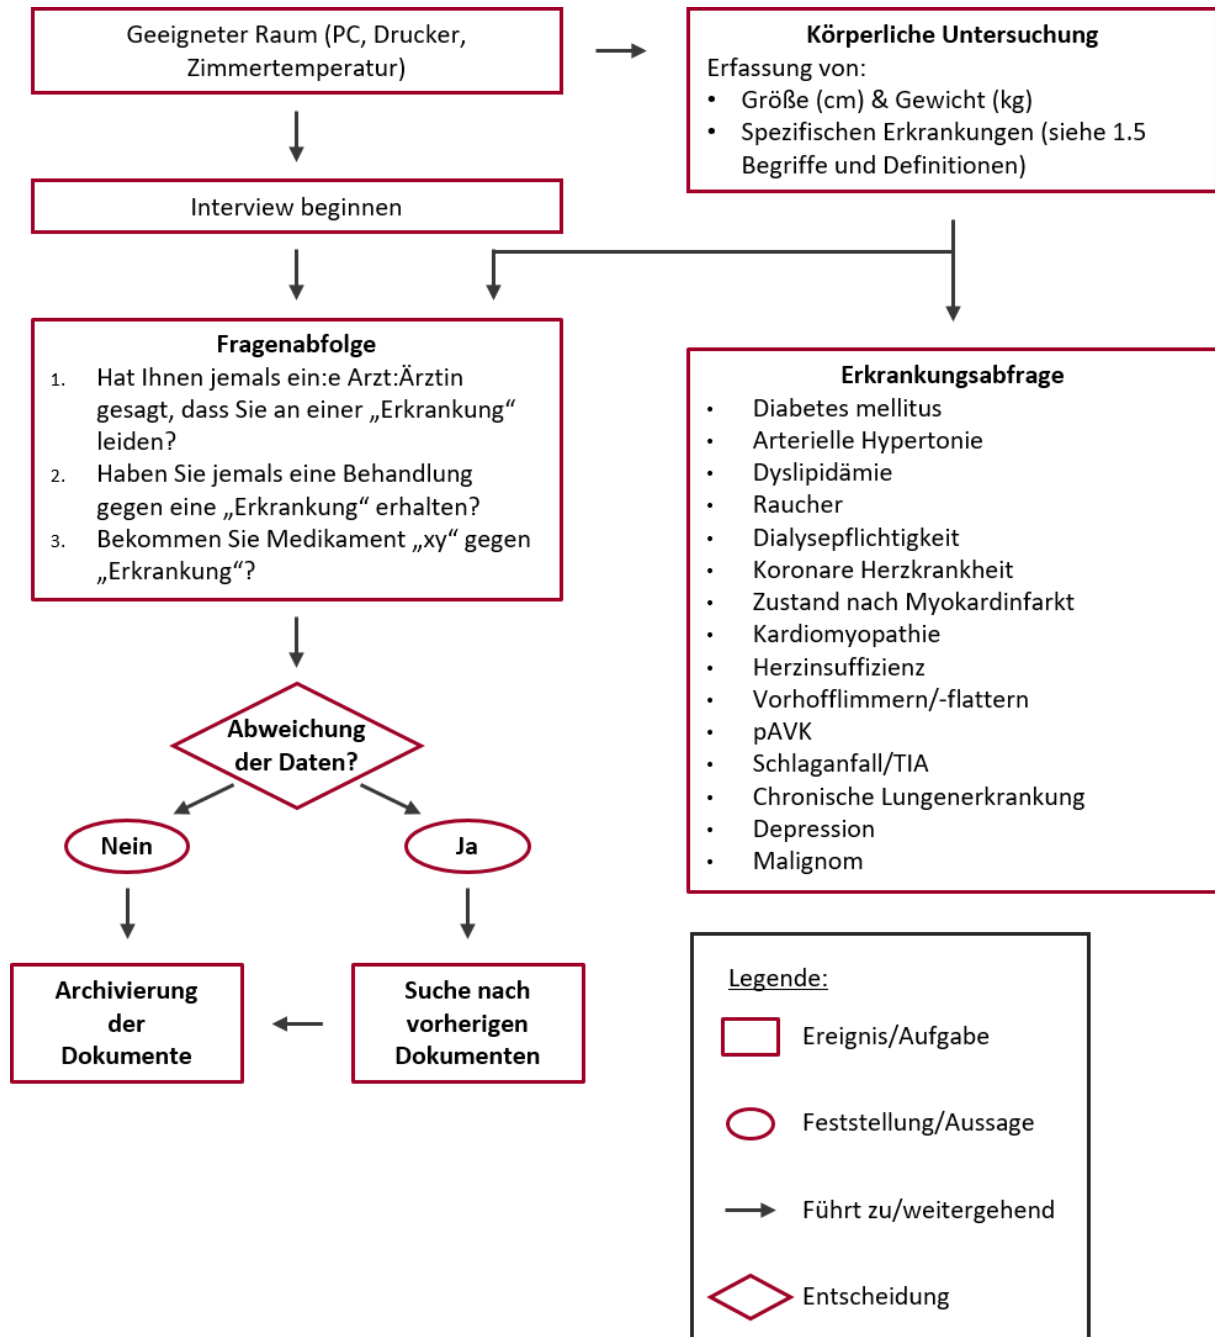 Geeigneter Raum (PC, Drucker,
Zimmertemperatur)
Körperliche Untersuchung
Erfassung von:
• Größe (cm) & Gewicht (kg)
• Spezifischen Erkrankungen (siehe 1.5
Begriffe und Definitionen)
Interview beginnen
Fragenabfolge
1. Hat Ihnen jemals ein:e Arzt:Ärztin
gesagt, dass Sie an einer „Erkrankung“
leiden?
2. Haben Sie jemals eine Behandlung
gegen eine „Erkrankung“ erhalten?
3. Bekommen Sie Medikament „xy“ gegen
„Erkrankung“?
Erkrankungsabfrage
• Diabetes mellitus
• Arterielle Hypertonie
• Dyslipidämie
• Raucher
• Dialysepflichtigkeit
• Koronare Herzkrankheit
• Zustand nach Myokardinfarkt
• Kardiomyopathie
• Herzinsuffizienz
• Vorhofflimmern/-flattern
• pAVK
• Schlaganfall/TIA
• Chronische Lungenerkrankung
• Depression
• Malignom
Abweichung
der Daten?
Nein
Ja
Archivierung
der
Dokumente
Suche nach
vorherigen
Dokumenten
Legende:
Ereignis/Aufgabe
Feststellung/Aussage
Führt zu/weitergehend
Entscheidung